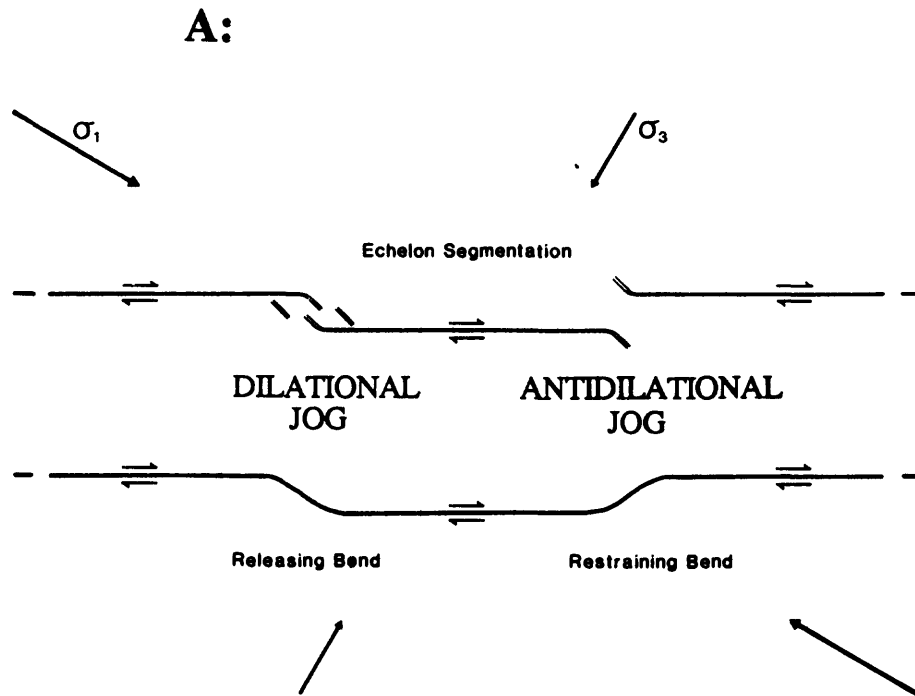 A:
σ₁
σ₃
Echelon Segmentation
DILATIONAL
JOG
ANTIDILATIONAL
JOG
Releasing Bend
Restraining Bend